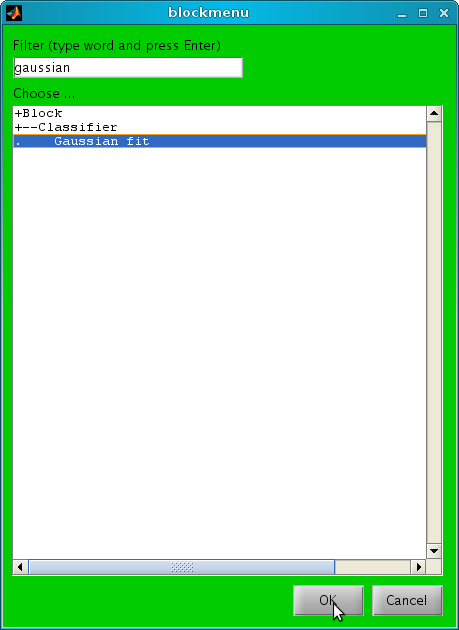 blockmenu
Filter (type word and press Enter)
gaussian
Choose ...
+Block
+--Classifier
.    Gaussian fit
OK
Cancel